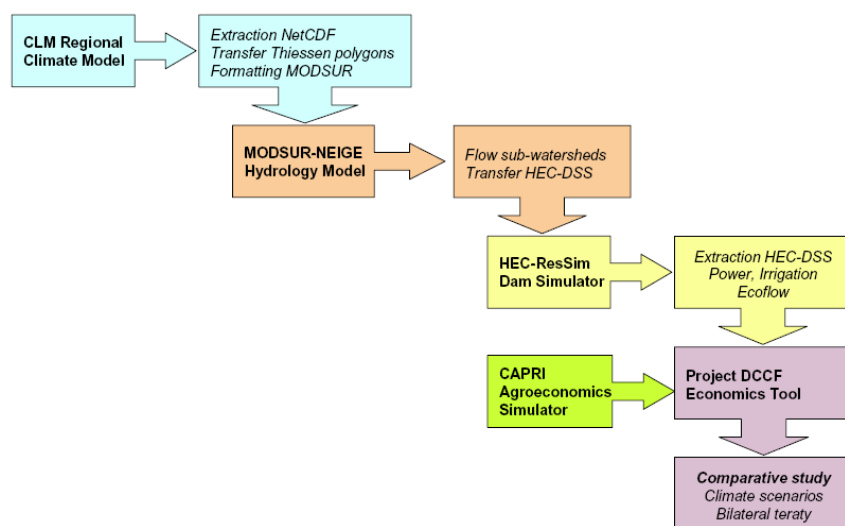 CLM Regional
Climate Model
Extraction NetCDF
Transfer Thiessen polygons
Formatting MODSUR
MODSUR-NEIGE
Hydrology Model
Flow sub-watersheds
Transfer HEC-DSS
HEC-ResSim
Dam Simulator
Extraction HEC-DSS
Power, Irrigation
Ecoflow
CAPRI
Agroeconomics
Simulator
Project DCCF
Economics Tool
Comparative study
Climate scenarios
Bilateral teraty